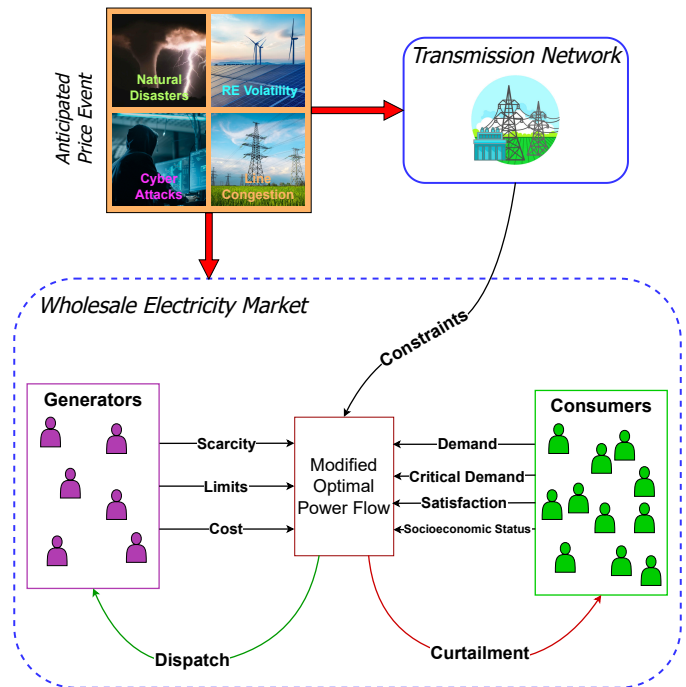 Anticipated
Price Event
Natural
Disasters
RE Volatility
Cyber
Attacks
Line
Congestion
Transmission Network
Wholesale Electricity Market
Constraints
Generators
Consumers
Scarcity
Limits
Cost
Modified
Optimal
Power Flow
Demand
Critical Demand
Satisfaction
Socioeconomic Status
Dispatch
Curtailment